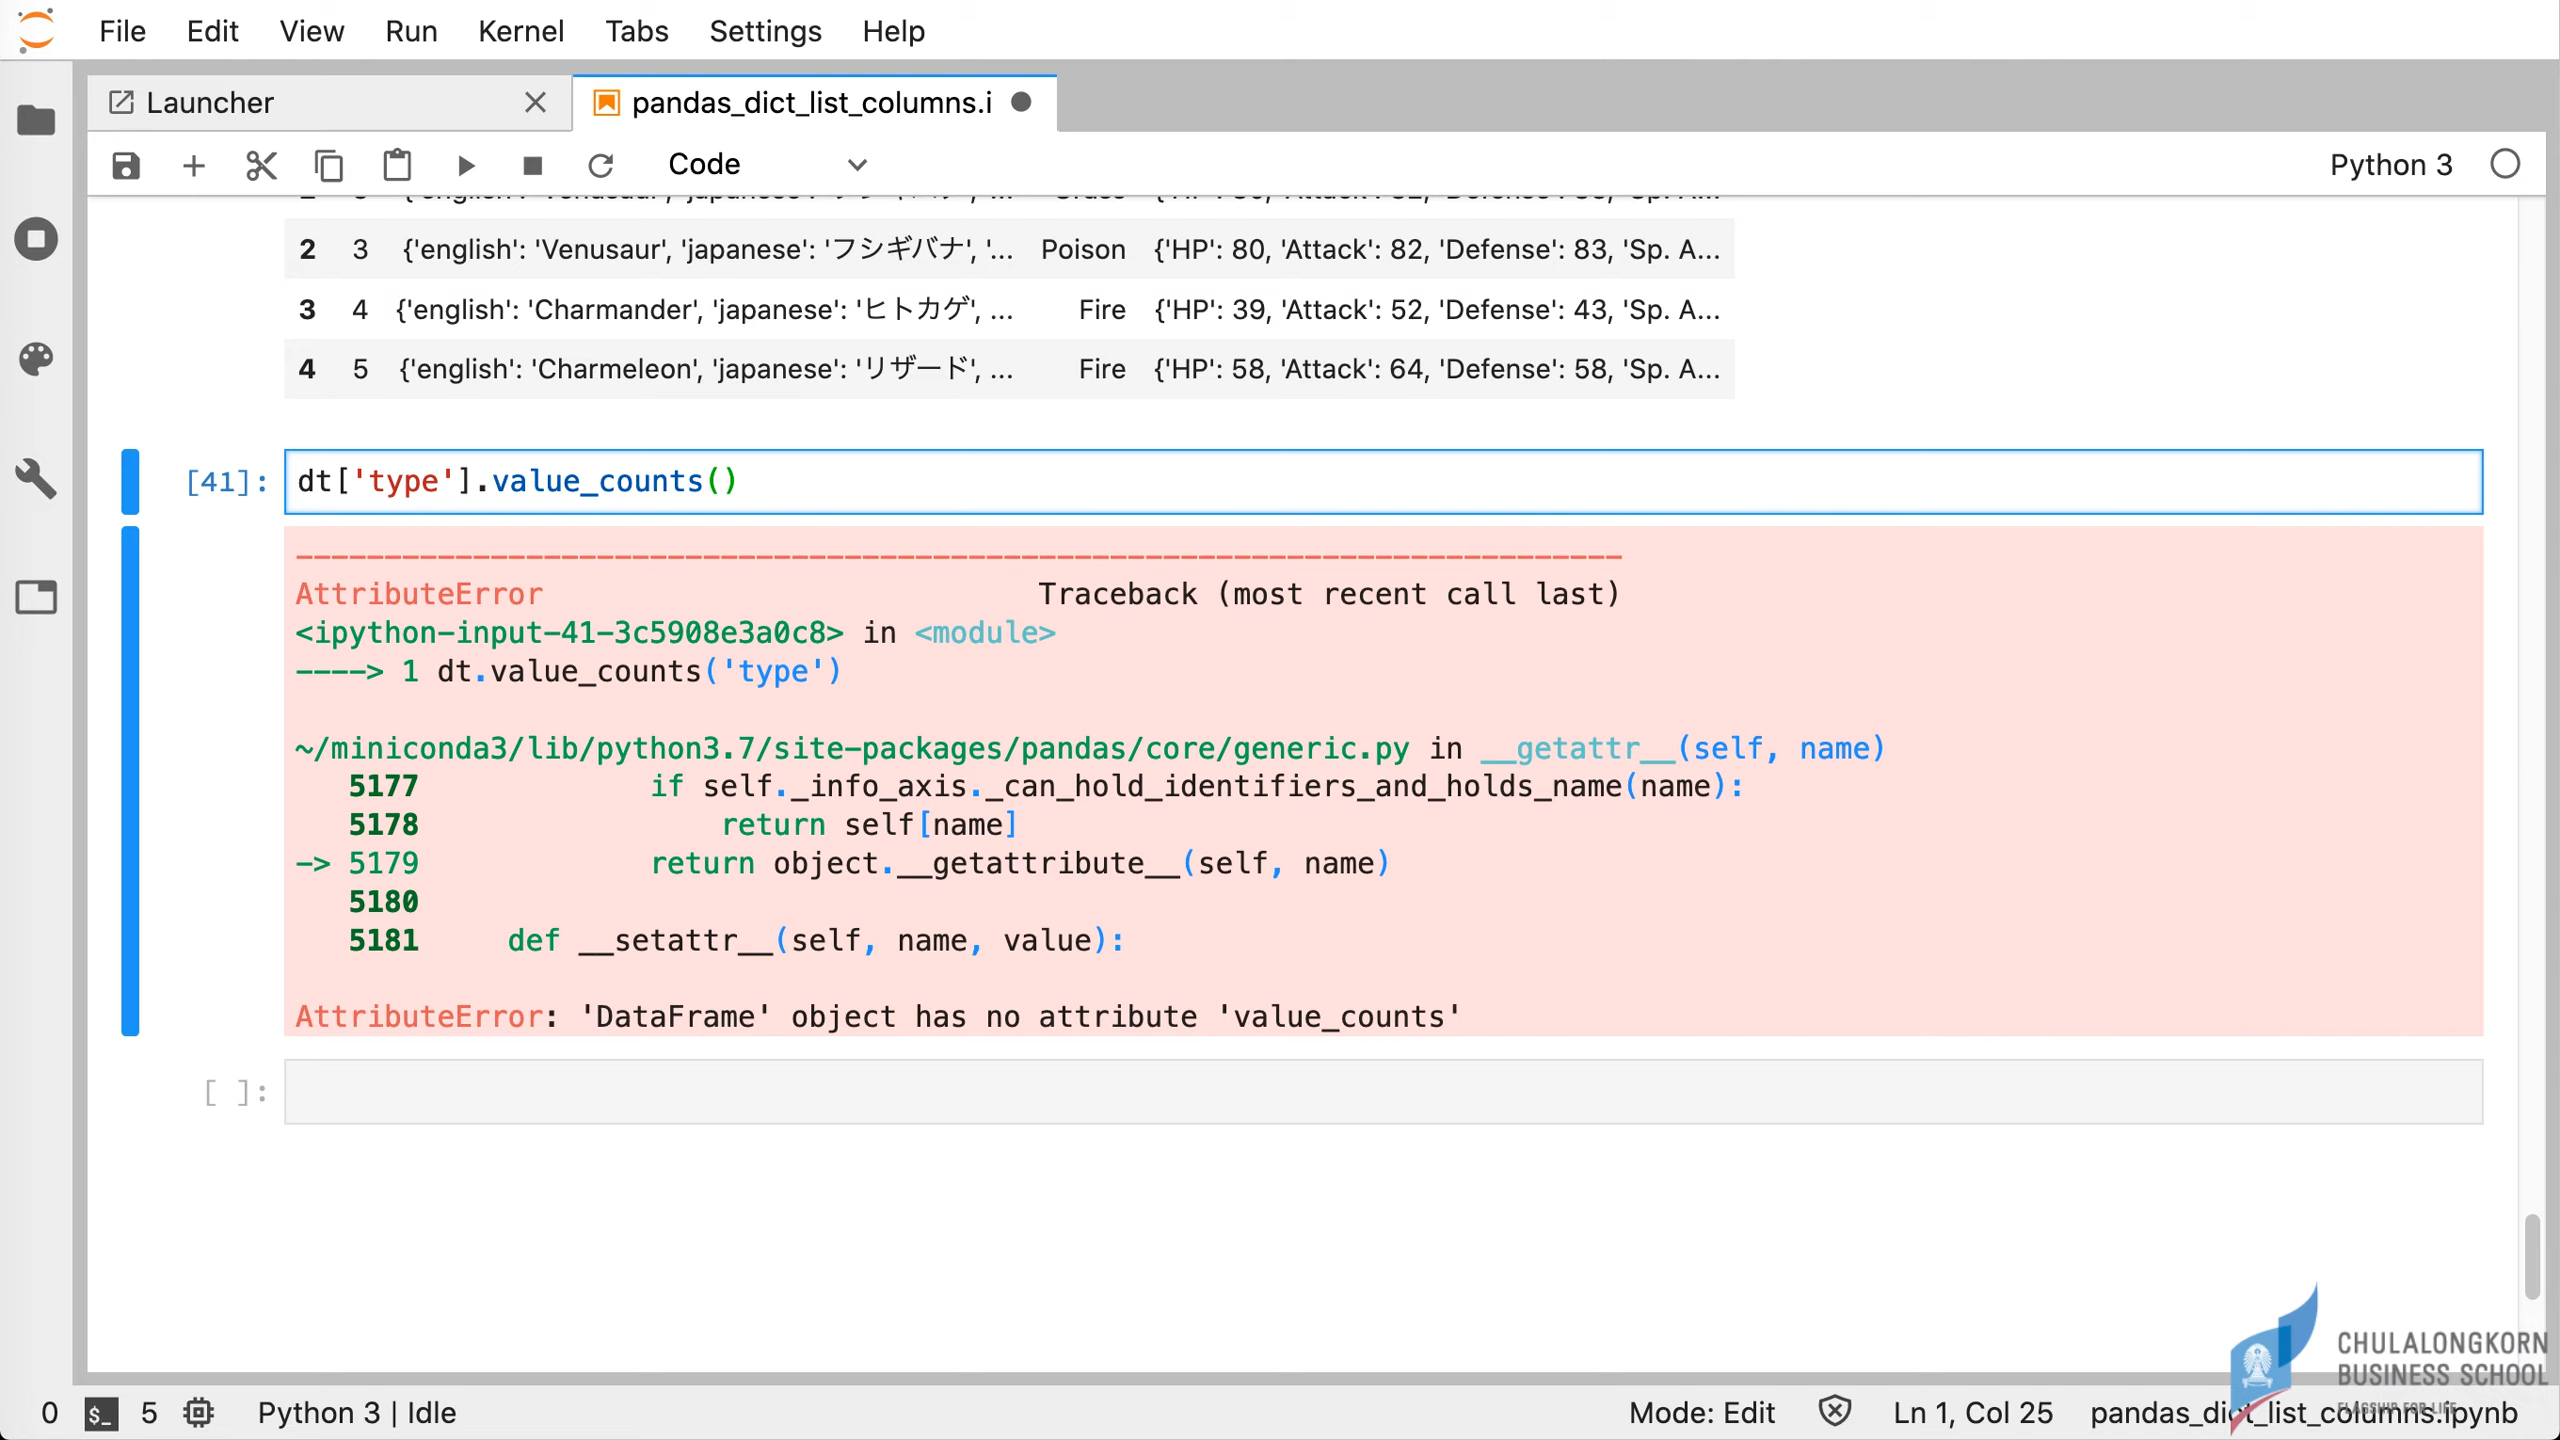 File Edit View Run Kernel Tabs Settings Help
Launcher
pandas_dict_list_columns.i
Code
Python 3
2 3 {'english': 'Venusaur', 'japanese': 'フシギバナ', '... Poison {'HP': 80, 'Attack': 82, 'Defense': 83, 'Sp. A...
3 4 {'english': 'Charmander', 'japanese': 'ヒトカゲ', ... Fire {'HP': 39, 'Attack': 52, 'Defense': 43, 'Sp. A...
4 5 {'english': 'Charmeleon', 'japanese': 'リザード', ... Fire {'HP': 58, 'Attack': 64, 'Defense': 58, 'Sp. A...
[41]: dt['type'].value_counts()
---------------------------------------------------------------------------
AttributeError Traceback (most recent call last)
<ipython-input-41-3c5908e3a0c8> in <module>
----> 1 dt.value_counts('type')
~/miniconda3/lib/python3.7/site-packages/pandas/core/generic.py in __getattr__(self, name)
5177 if self._info_axis._can_hold_identifiers_and_holds_name(name):
5178 return self[name]
-> 5179 return object.__getattribute__(self, name)
5180
5181 def __setattr__(self, name, value):
AttributeError: 'DataFrame' object has no attribute 'value_counts'
[ ]:
CHULALONGKORN
BUSINESS SCHOOL
FLAGSHIP FOR LIFE
0 $_ 5 Python 3 | Idle Mode: Edit Ln 1, Col 25 pandas_dict_list_columns.ipynb